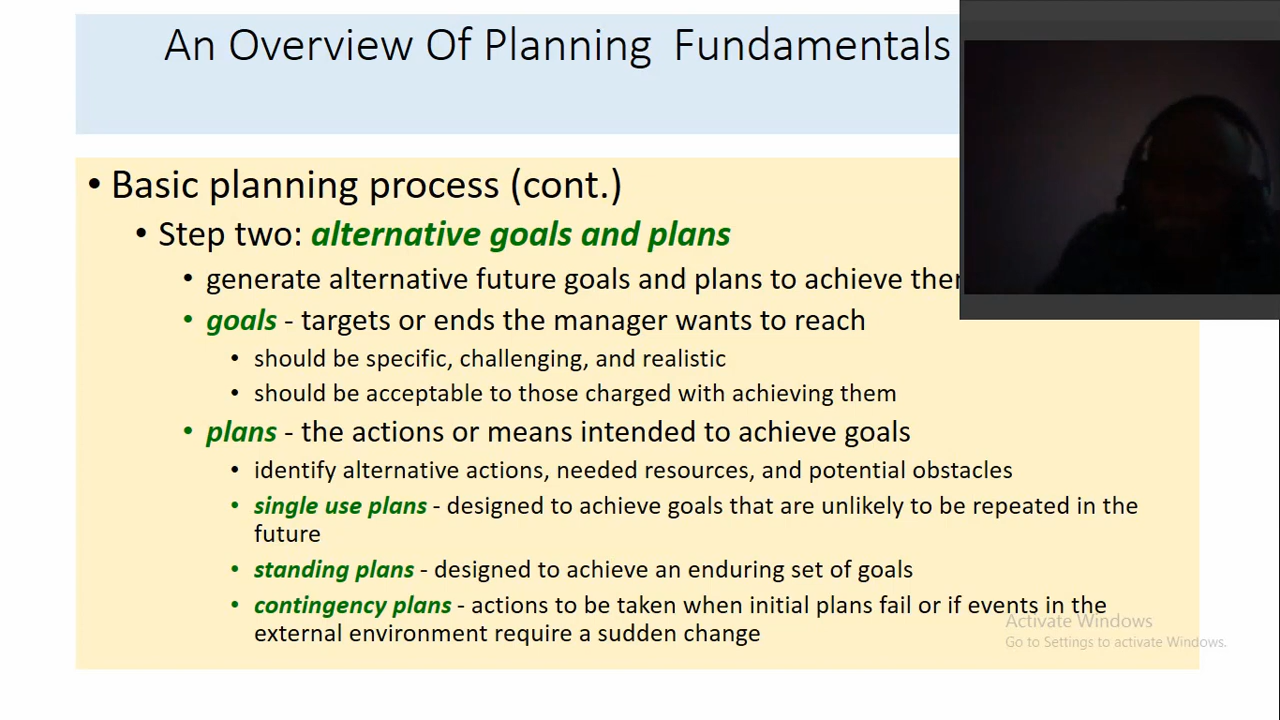 An Overview Of Planning Fundamentals
• Basic planning process (cont.)
• Step two: alternative goals and plans
• generate alternative future goals and plans to achieve
• goals - targets or ends the manager wants to reach
• should be specific, challenging, and realistic
• should be acceptable to those charged with achieving them
• plans - the actions or means intended to achieve goals
• identify alternative actions, needed resources, and potential obstacles
• single use plans - designed to achieve goals that are unlikely to be repeated in the
future
• standing plans - designed to achieve an enduring set of goals
• contingency plans - actions to be taken when initial plans fail or if events in the
external environment require a sudden change
Activate Windows
Go to Settings to activate Windows.